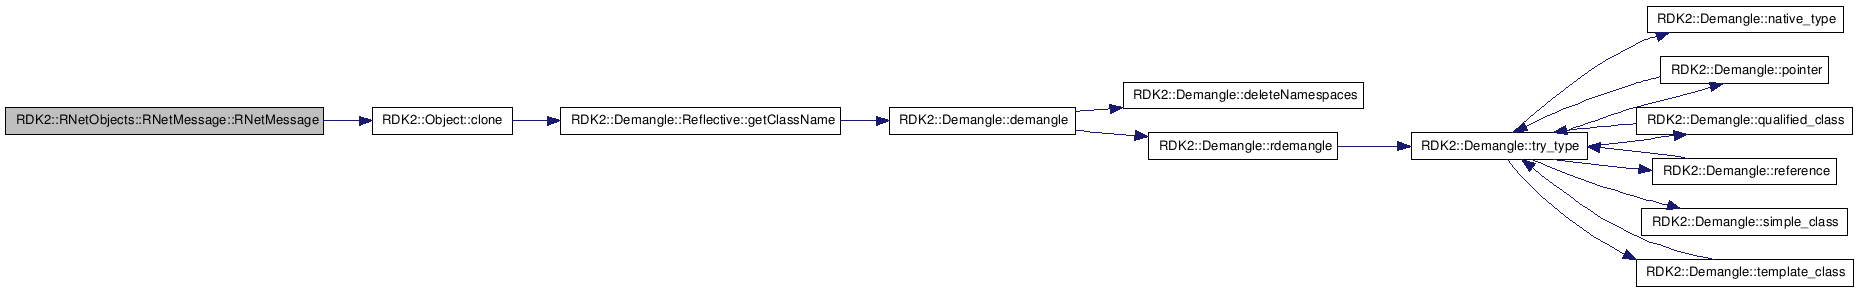 RDK2::RNetObjects::RNetMessage::RNetMessage
RDK2::Object::clone
RDK2::Demangle::Reflective::getClassName
RDK2::Demangle::demangle
RDK2::Demangle::deleteNamespaces
RDK2::Demangle::rdemangle
RDK2::Demangle::try_type
RDK2::Demangle::native_type
RDK2::Demangle::pointer
RDK2::Demangle::qualified_class
RDK2::Demangle::reference
RDK2::Demangle::simple_class
RDK2::Demangle::template_class